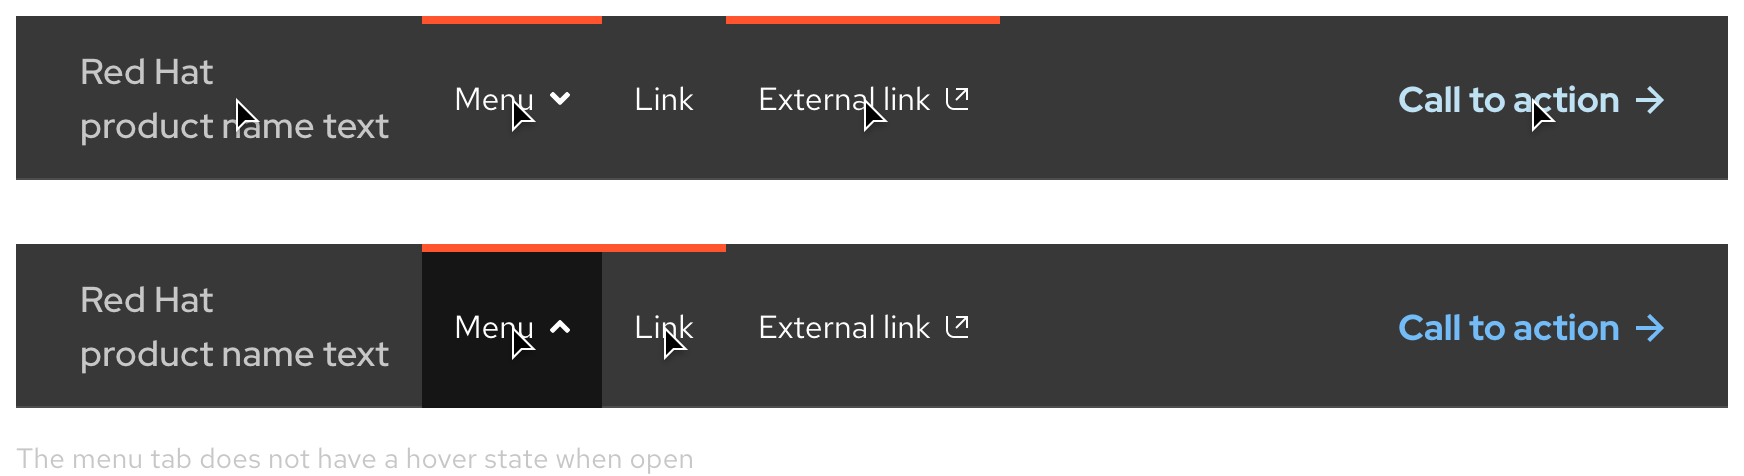 Red Hat
product name text
Menu
Link
External link
Call to action
Red Hat
product name text
Menu
Link
External link
Call to action
The menu tab does not have a hover state when open